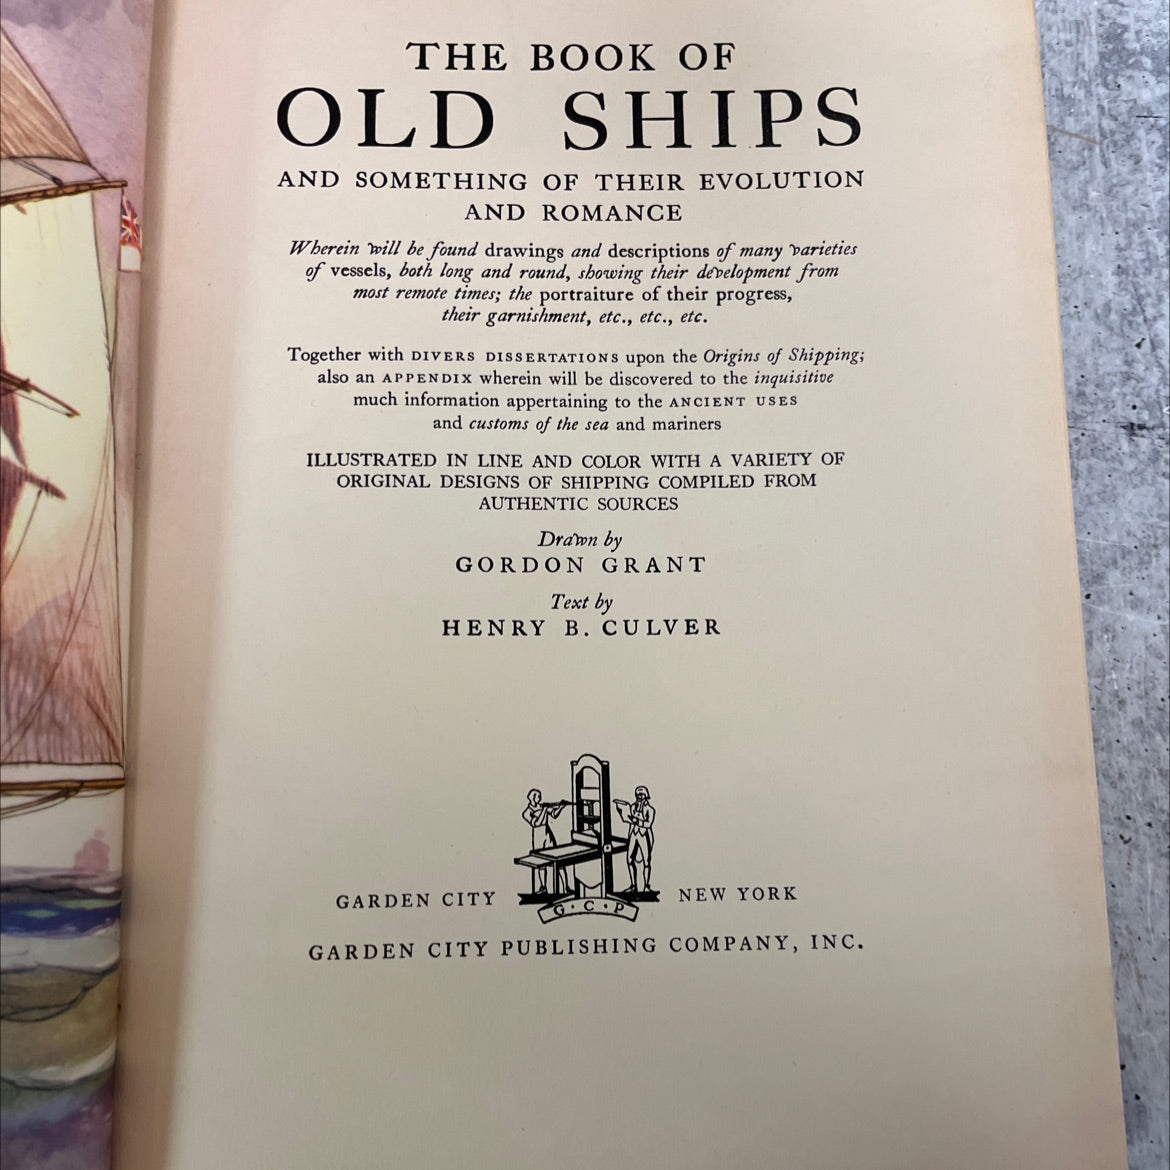 THE BOOK OF
OLD SHIPS
AND SOMETHING OF THEIR EVOLUTION
AND ROMANCE
Wherein will be found drawings and descriptions of many varieties
of vessels, both long and round, showing their development from
most remote times; the portraiture of their progress,
their garnishment, etc., etc., etc.
Together with DIVERS DISSERTATIONS upon the Origins of Shipping;
also an APPENDIX wherein will be discovered to the inquisitive
much information appertaining to the ANCIENT USES
and customs of the sea and mariners
ILLUSTRATED IN LINE AND COLOR WITH A VARIETY OF
ORIGINAL DESIGNS OF SHIPPING COMPILED FROM
AUTHENTIC SOURCES
Drawn by
GORDON GRANT
Text by
HENRY B. CULVER
GARDEN CITY NEW YORK
G·C·P
GARDEN CITY PUBLISHING COMPANY, INC.